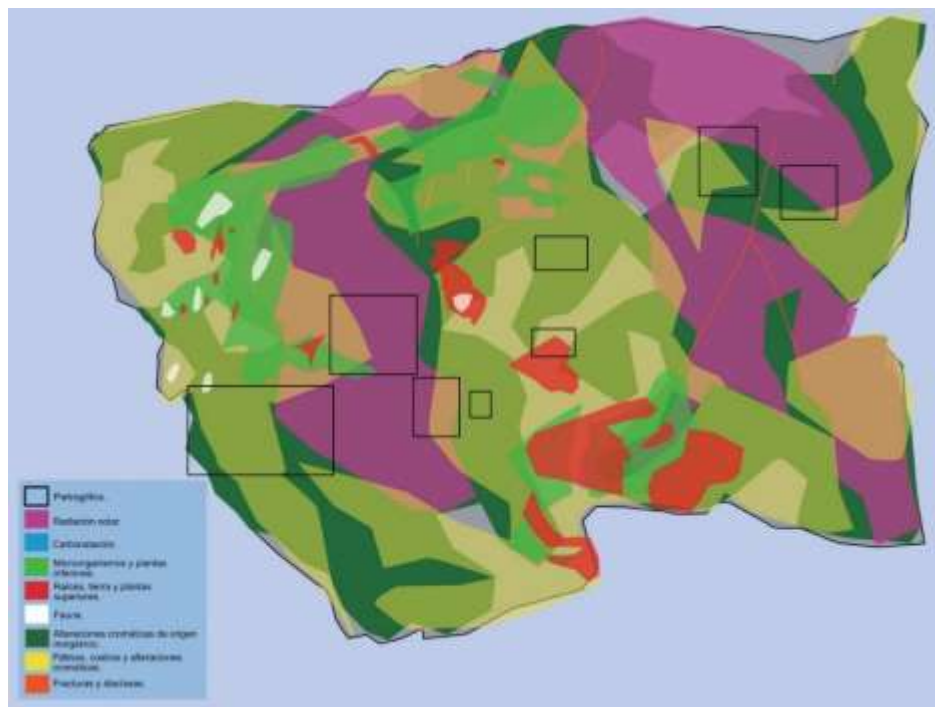 Petroglifos.
Radiación solar.
Carbonatación.
Microorganismos y plantas
inferiores.
Raíces, tierra y plantas
superiores.
Fauna.
Alteraciones cromáticas de origen
inorgánico.
Pátinas, costras y alteraciones
cromáticas.
Fracturas y diaclasas.